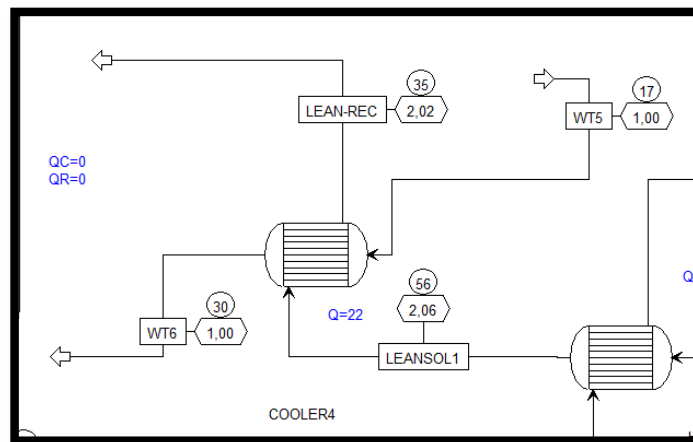 35
LEAN-REC
2,02
17
WT5
1,00
QC=0
QR=0
56
2,06
30
WT6
1,00
Q=22
LEANSOL1
Q
COOLER4